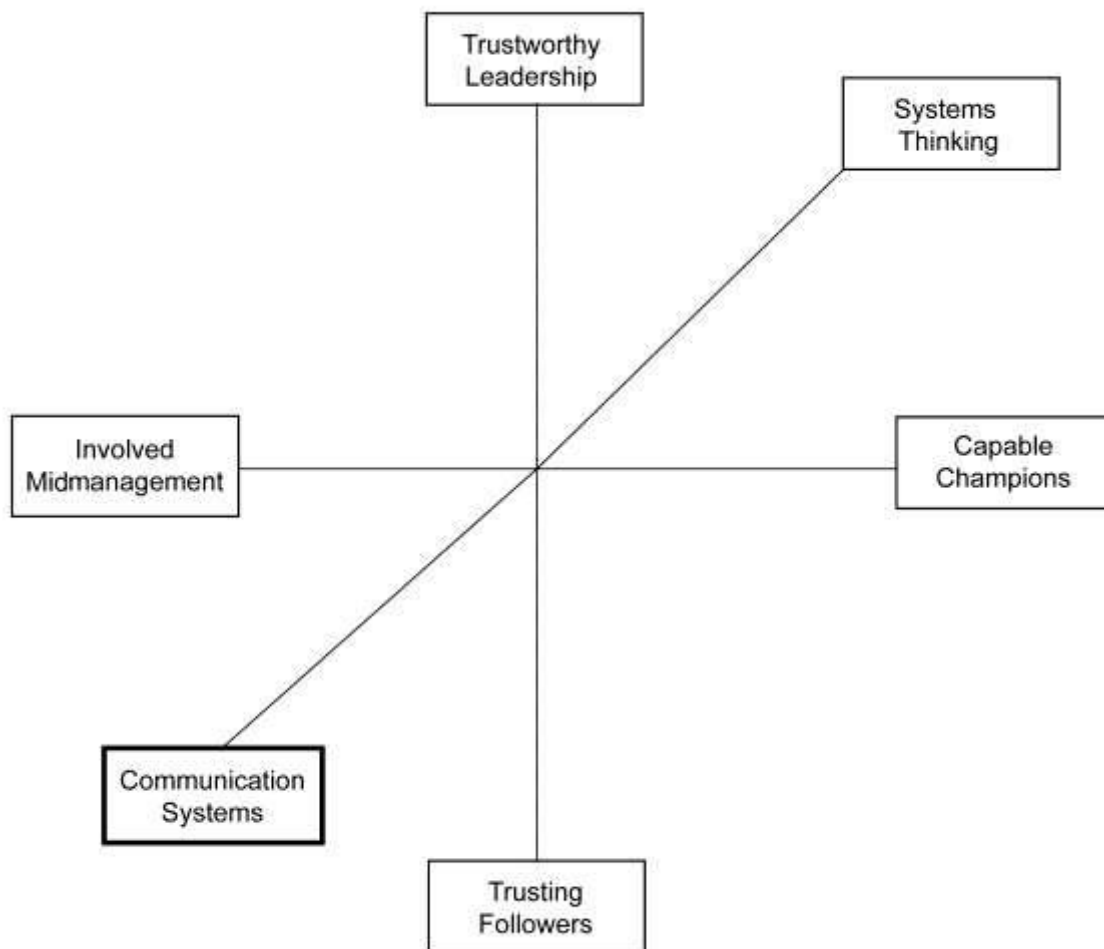 Trustworthy
Leadership
Systems
Thinking
Involved
Midmanagement
Capable
Champions
Communication
Systems
Trusting
Followers